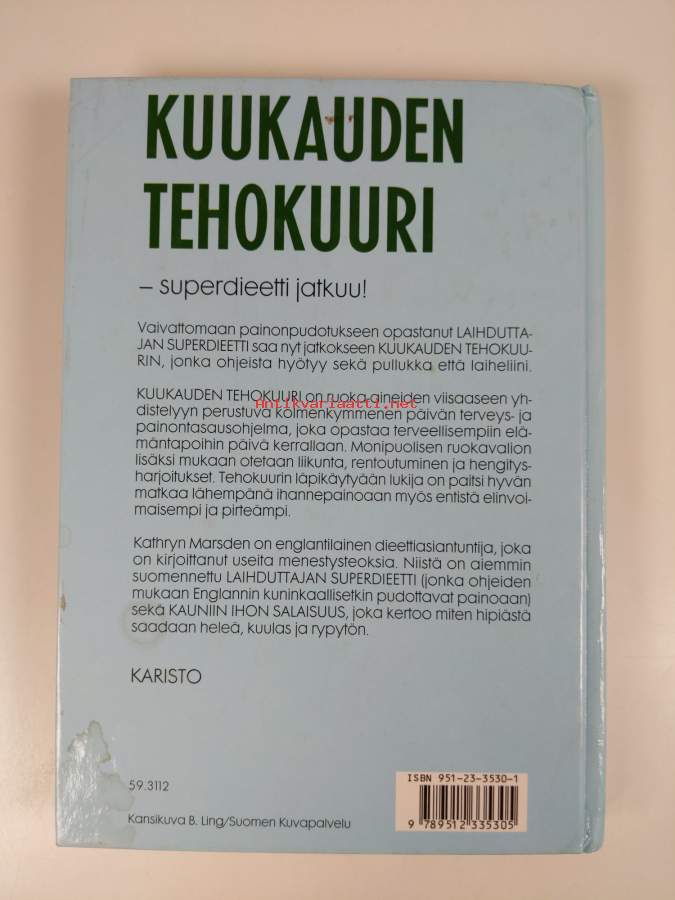 KUUKAUDEN
TEHOKUURI
– superdieetti jatkuu!
Vaivattomaan painonpudotukseen opastanut LAIHDUTTA-
JAN SUPERDIEETTI saa nyt jatkokseen KUUKAUDEN TEHOKUU-
RIN, jonka ohjeista hyötyy sekä pullukka että laiheliini.
KUUKAUDEN TEHOKUURI on ruoka-aineiden viisaaseen yh-
distelyyn perustuva kolmenkymmenen päivän terveys- ja
Antikvariaatti.net
painontasausohjelma, joka opastaa terveellisempiin elä-
mäntapoihin päivä kerrallaan. Monipuolisen ruokavalion
lisäksi mukaan otetaan liikunta, rentoutuminen ja hengitys-
harjoitukset. Tehokuurin läpikäytyään lukija on paitsi hyvän
matkaa lähempänä ihannepainoaan myös entistä elinvoi-
maisempi ja pirteämpi.
Kathryn Marsden on englantilainen dieettiasiantuntija, joka
on kirjoittanut useita menestysteoksia. Niistä on aiemmin
suomennettu LAIHDUTTAJAN SUPERDIEETTI (jonka ohjeiden
mukaan Englannin kuninkaallisetkin pudottavat painoaan)
sekä KAUNIIN IHON SALAISUUS, joka kertoo miten hipiästä
saadaan heleä, kuulas ja rypytön.
KARISTO
ISBN 951-23-3530-1
59.3112
Kansikuva B. Ling/Suomen Kuvapalvelu
9 789512 335305